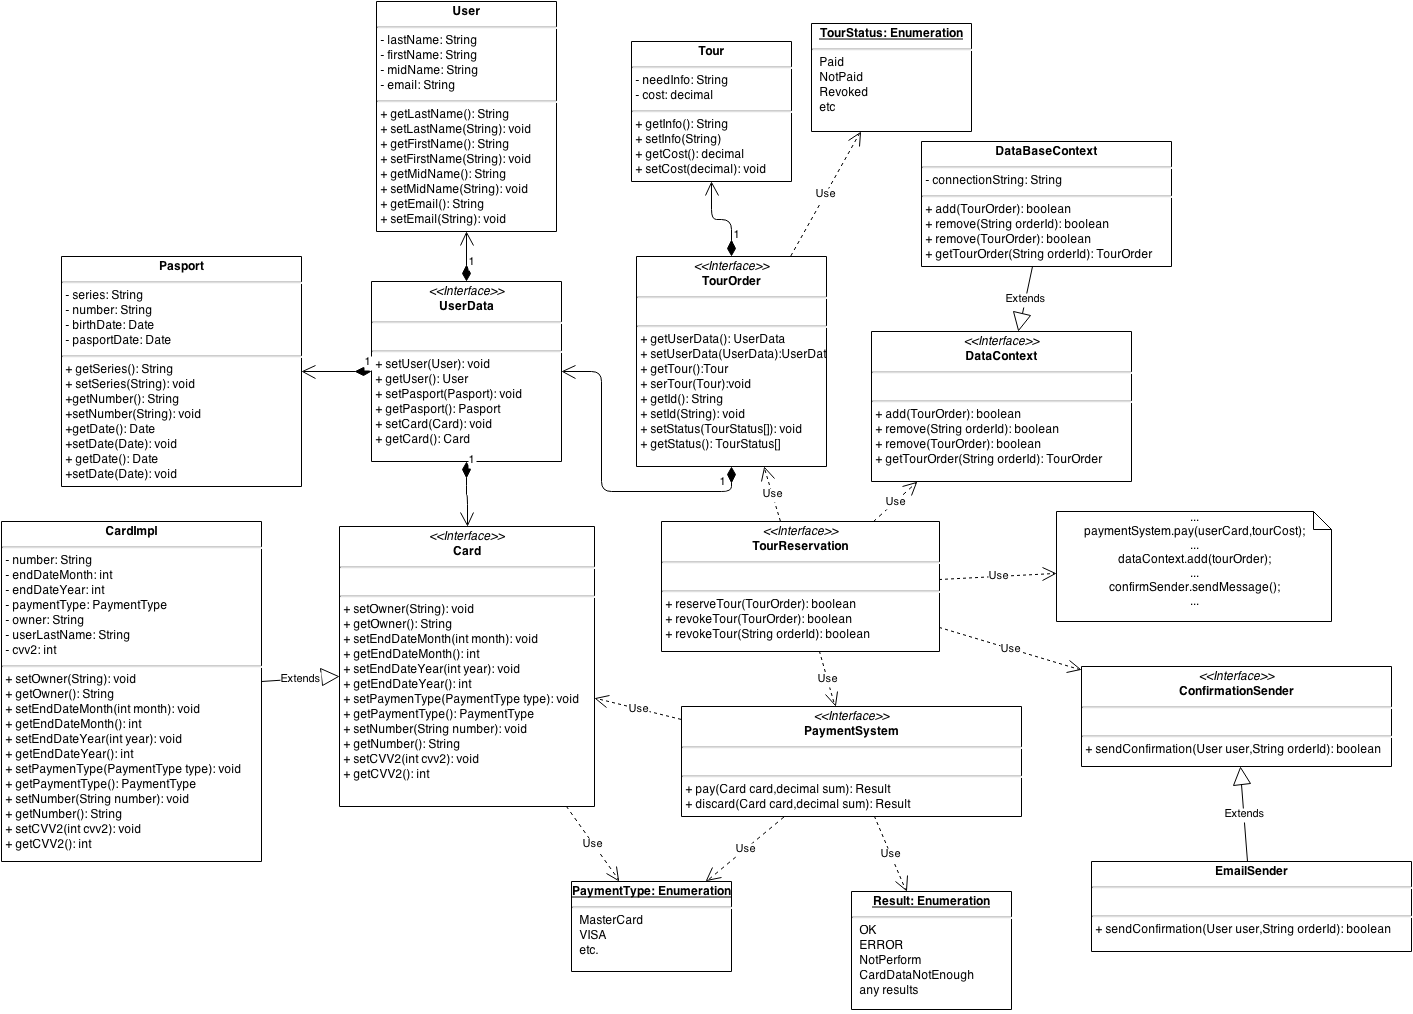 User
- lastName: String
- firstName: String
- midName: String
- email: String
+ getLastName(): String
+ setLastName(String): void
+ getFirstName(): String
+ setFirstName(String): void
+ getMidName(): String
+ setMidName(String): void
+ getEmail(): String
+ setEmail(String): void
Tour
- needInfo: String
- cost: decimal
+ getInfo(): String
+ setInfo(String)
+ getCost(): decimal
+ setCost(decimal): void
TourStatus: Enumeration
Paid
NotPaid
Revoked
etc
Use
DataBaseContext
- connectionString: String
+ add(TourOrder): boolean
+ remove(String orderId): boolean
+ remove(TourOrder): boolean
+ getTourOrder(String orderId): TourOrder
Extends
Pasport
- series: String
- number: String
- birthDate: Date
- pasportDate: Date
+ getSeries(): String
+ setSeries(String): void
+getNumber(): String
+setNumber(String): void
+getDate(): Date
+setDate(Date): void
+ getDate(): Date
+setDate(Date): void
1
1
<<Interface>>
UserData
+ setUser(User): void
+ getUser(): User
+ setPasport(Pasport): void
+ getPasport(): Pasport
+ setCard(Card): void
+ getCard(): Card
1
1
<<Interface>>
TourOrder
+ getUserData(): UserData
+ setUserData(UserData):UserDat
+ getTour():Tour
+ serTour(Tour):void
+ getId(): String
+ setId(String): void
+ setStatus(TourStatus[]): void
+ getStatus(): TourStatus[]
1
<<Interface>>
DataContext
+ add(TourOrder): boolean
+ remove(String orderId): boolean
+ remove(TourOrder): boolean
+ getTourOrder(String orderId): TourOrder
Use
Use
CardImpl
- number: String
- endDateMonth: int
- endDateYear: int
- paymentType: PaymentType
- owner: String
- userLastName: String
- cvv2: int
+ setOwner(String): void
+ getOwner(): String
+ setEndDateMonth(int month): void
+ getEndDateMonth(): int
+ setEndDateYear(int year): void
+ getEndDateYear(): int
+ setPaymenType(PaymentType type): void
+ getPaymentType(): PaymentType
+ setNumber(String number): void
+ getNumber(): String
+ setCVV2(int cvv2): void
+ getCVV2(): int
Extends
<<Interface>>
Card
+ setOwner(String): void
+ getOwner(): String
+ setEndDateMonth(int month): void
+ getEndDateMonth(): int
+ setEndDateYear(int year): void
+ getEndDateYear(): int
+ setPaymenType(PaymentType type): void
+ getPaymentType(): PaymentType
+ setNumber(String number): void
+ getNumber(): String
+ setCVV2(int cvv2): void
+ getCVV2(): int
<<Interface>>
TourReservation
+ reserveTour(TourOrder): boolean
+ revokeTour(TourOrder): boolean
+ revokeTour(String orderId): boolean
Use
...
paymentSystem.pay(userCard,tourCost);
...
dataContext.add(tourOrder);
...
confirmSender.sendMessage();
...
Use
Use
Use
<<Interface>>
PaymentSystem
+ pay(Card card,decimal sum): Result
+ discard(Card card,decimal sum): Result
<<Interface>>
ConfirmationSender
+ sendConfirmation(User user,String orderId): boolean
Extends
EmailSender
+ sendConfirmation(User user,String orderId): boolean
Use
Use
Use
PaymentType: Enumeration
MasterCard
VISA
etc.
Result: Enumeration
OK
ERROR
NotPerform
CardDataNotEnough
any results